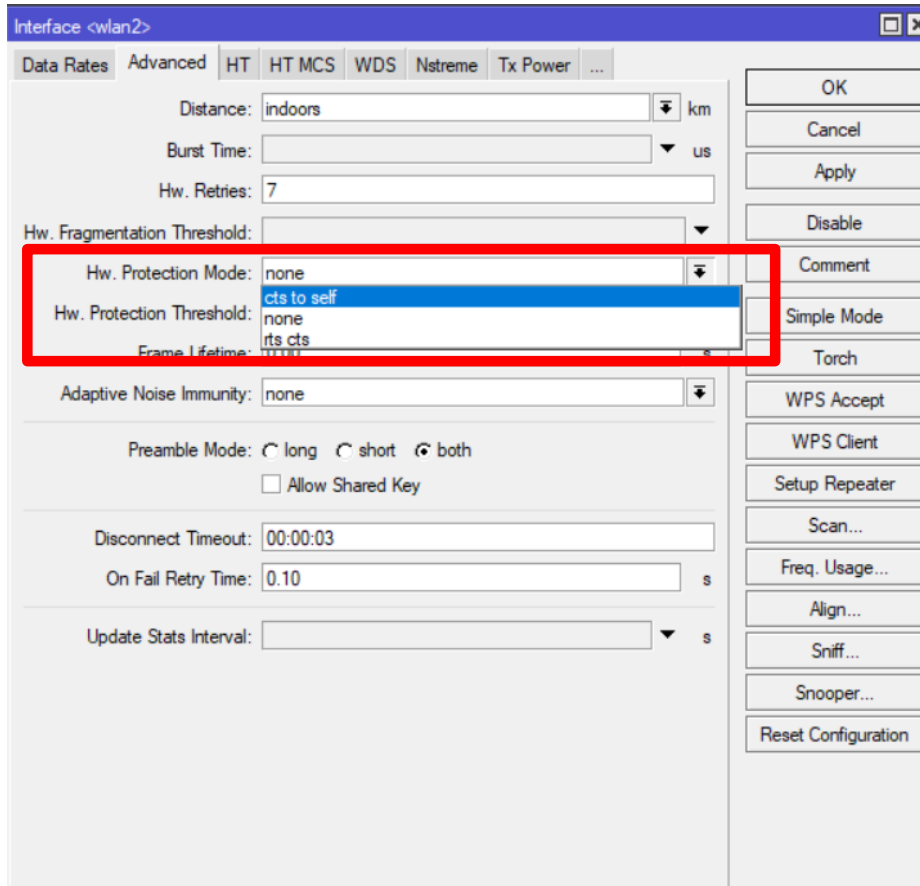 Interface <wlan2>
Data Rates Advanced HT HT MCS WDS Nstreme Tx Power ...
Distance: indoors km
Burst Time: us
Hw. Retries: 7
Hw. Fragmentation Threshold:
Hw. Protection Mode: none
cts to self
Hw. Protection Threshold:
none
rts cts
Frame Lifetime: 0.00 s
Adaptive Noise Immunity: none
Preamble Mode: long short both
Allow Shared Key
Disconnect Timeout: 00:00:03
On Fail Retry Time: 0.10 s
Update Stats Interval: s
OK
Cancel
Apply
Disable
Comment
Simple Mode
Torch
WPS Accept
WPS Client
Setup Repeater
Scan...
Freq. Usage...
Align...
Sniff...
Snooper...
Reset Configuration